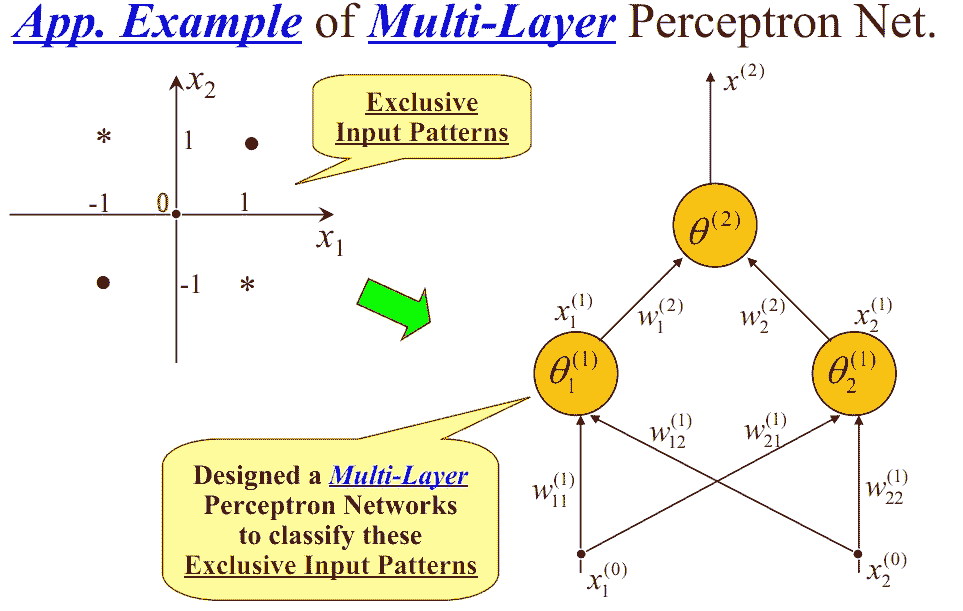 App. Example of Multi-Layer Perceptron Net.
x₂
Exclusive
Input Patterns
* 1 •
-1 0 1
x₁
• -1 *
x⁽²⁾
θ⁽²⁾
w₁⁽²⁾ w₂⁽²⁾
x₁⁽¹⁾ x₂⁽¹⁾
θ₁⁽¹⁾ θ₂⁽¹⁾
w₁₂⁽¹⁾ w₂₁⁽¹⁾
w₁₁⁽¹⁾ w₂₂⁽¹⁾
x₁⁽⁰⁾ x₂⁽⁰⁾
Designed a Multi-Layer
Perceptron Networks
to classify these
Exclusive Input Patterns